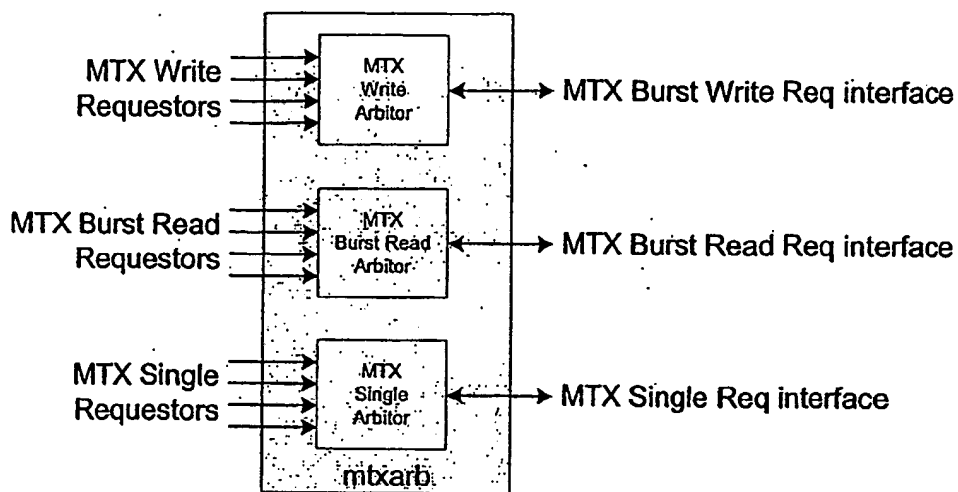 MTX Write
Requestors
MTX
Write
Arbitor
MTX Burst Write Req interface
MTX Burst Read
Requestors
MTX
Burst Read
Arbitor
MTX Burst Read Req interface
MTX Single
Requestors
MTX
Single
Arbitor
MTX Single Req interface
mtxarb